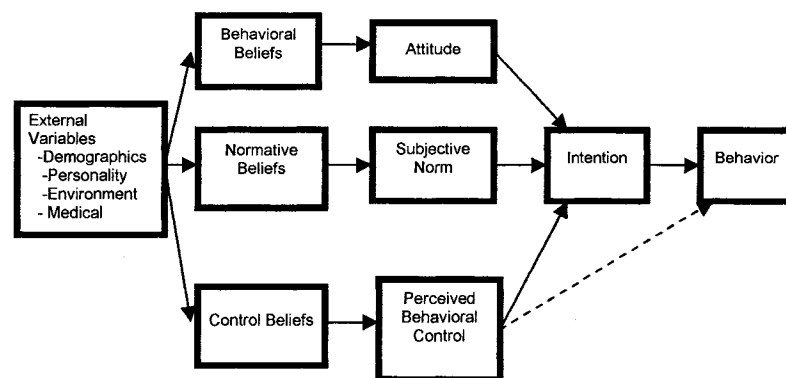 External
Variables
-Demographics
-Personality
-Environment
- Medical
Behavioral
Beliefs
Attitude
Normative
Beliefs
Subjective
Norm
Intention
Behavior
Control Beliefs
Perceived
Behavioral
Control